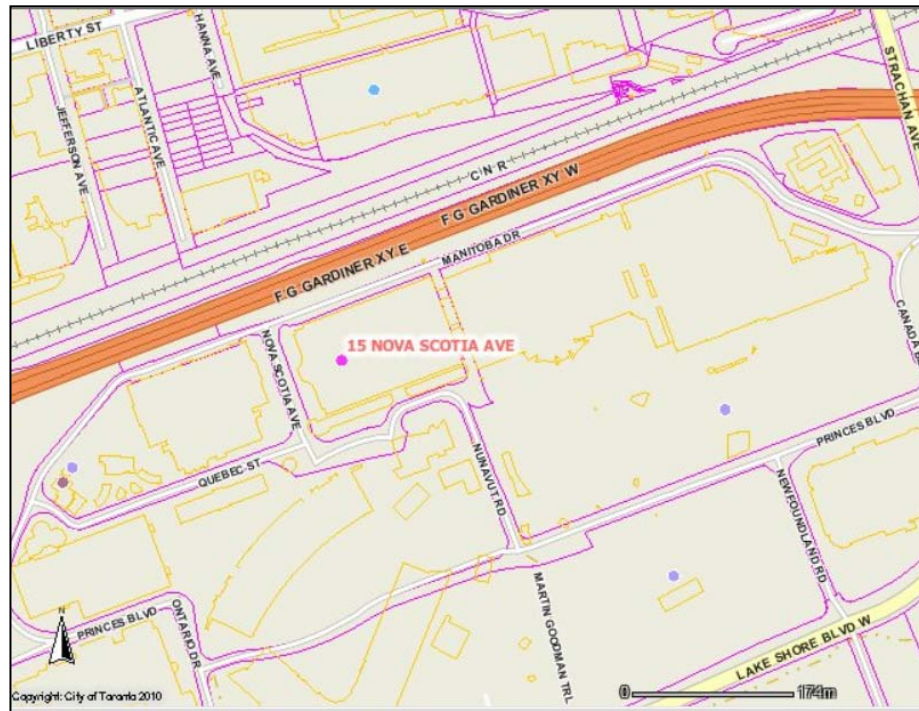 LIBERTY ST
HANNA AVE
STRACHAN AVE
JEFFERSON AVE
ATLANTIC AVE
C N R
F G GARDINER XY W
F G GARDINER XY E
MANITOBA DR
CANADA B
NOVA SCOTIA AVE
15 NOVA SCOTIA AVE
QUEBEC ST
NUNAVUT RD
PRINCES BLVD
NEWFOUNDLAND RD
N
PRINCES BLVD
ONTARIO DR
MARTIN GOODMAN TRL
LAKE SHORE BLVD W
Copyright: City of Toronto 2010
0 174m